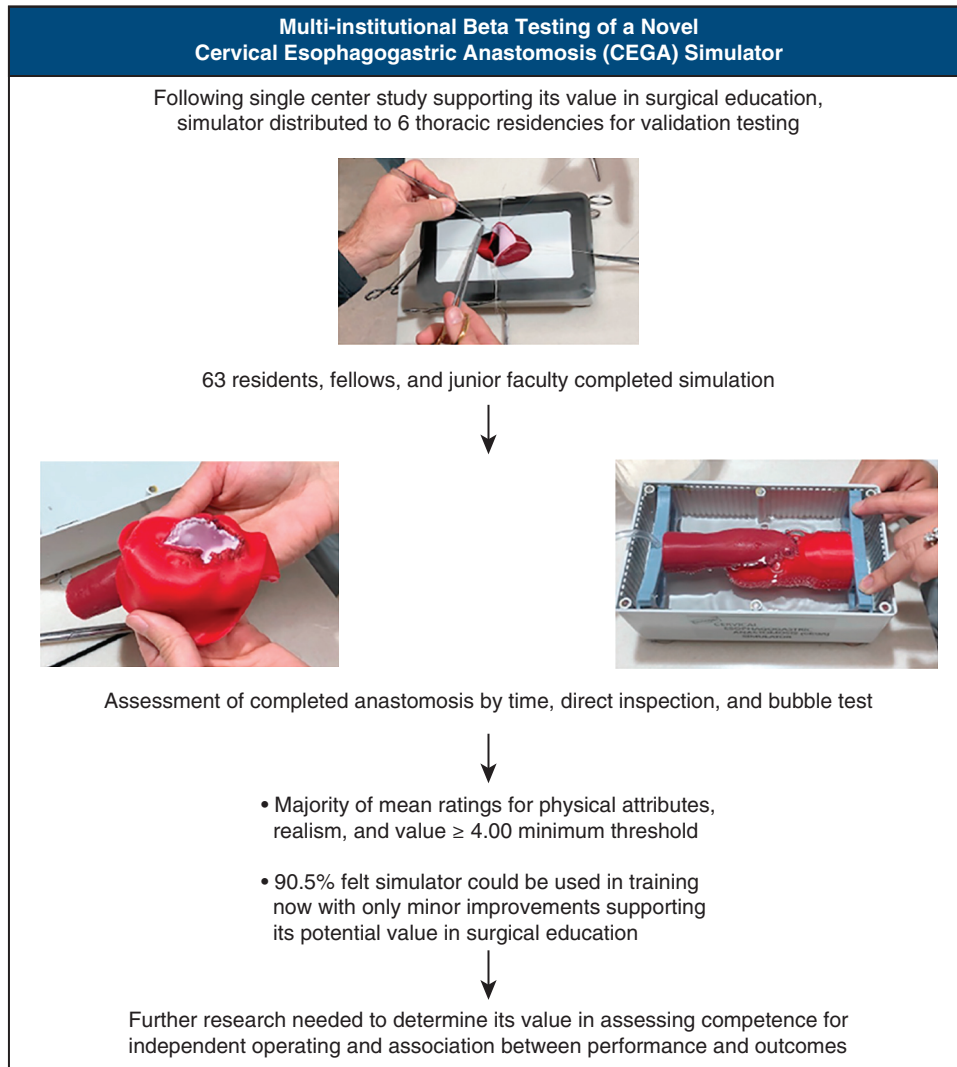 Multi-institutional Beta Testing of a Novel
Cervical Esophagogastric Anastomosis (CEGA) Simulator
Following single center study supporting its value in surgical education,
simulator distributed to 6 thoracic residencies for validation testing
63 residents, fellows, and junior faculty completed simulation
CERVICAL
ESOPHAGOGASTRIC
ANASTOMOSIS (CEGA)
SIMULATOR
Assessment of completed anastomosis by time, direct inspection, and bubble test
• Majority of mean ratings for physical attributes,
realism, and value ≥ 4.00 minimum threshold
• 90.5% felt simulator could be used in training
now with only minor improvements supporting
its potential value in surgical education
Further research needed to determine its value in assessing competence for
independent operating and association between performance and outcomes